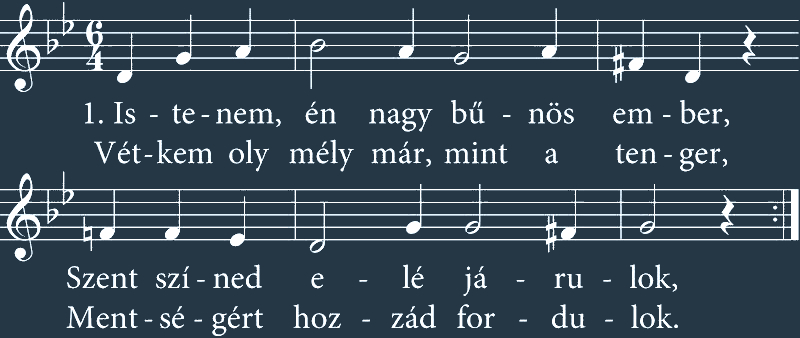 6
4
1. Is - te - nem, én nagy bű - nös em - ber,
Vét - kem oly mély már, mint a ten - ger,
Szent szí - ned e - lé já - ru - lok,
Ment - sé - gért hoz - zád for - du - lok.